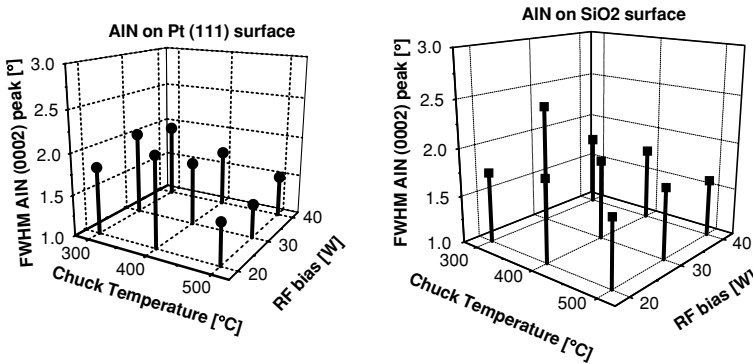 AlN on Pt (111) surface
FWHM AlN (0002) peak [°]
3.0
2.5
2.0
1.5
1.0
300
400
500
Chuck Temperature [°C]
20
30
40
RF bias [W]
AlN on SiO2 surface
FWHM AlN (0002) peak [°]
3.0
2.5
2.0
1.5
1.0
300
400
500
Chuck Temperature [°C]
20
30
40
RF bias [W]